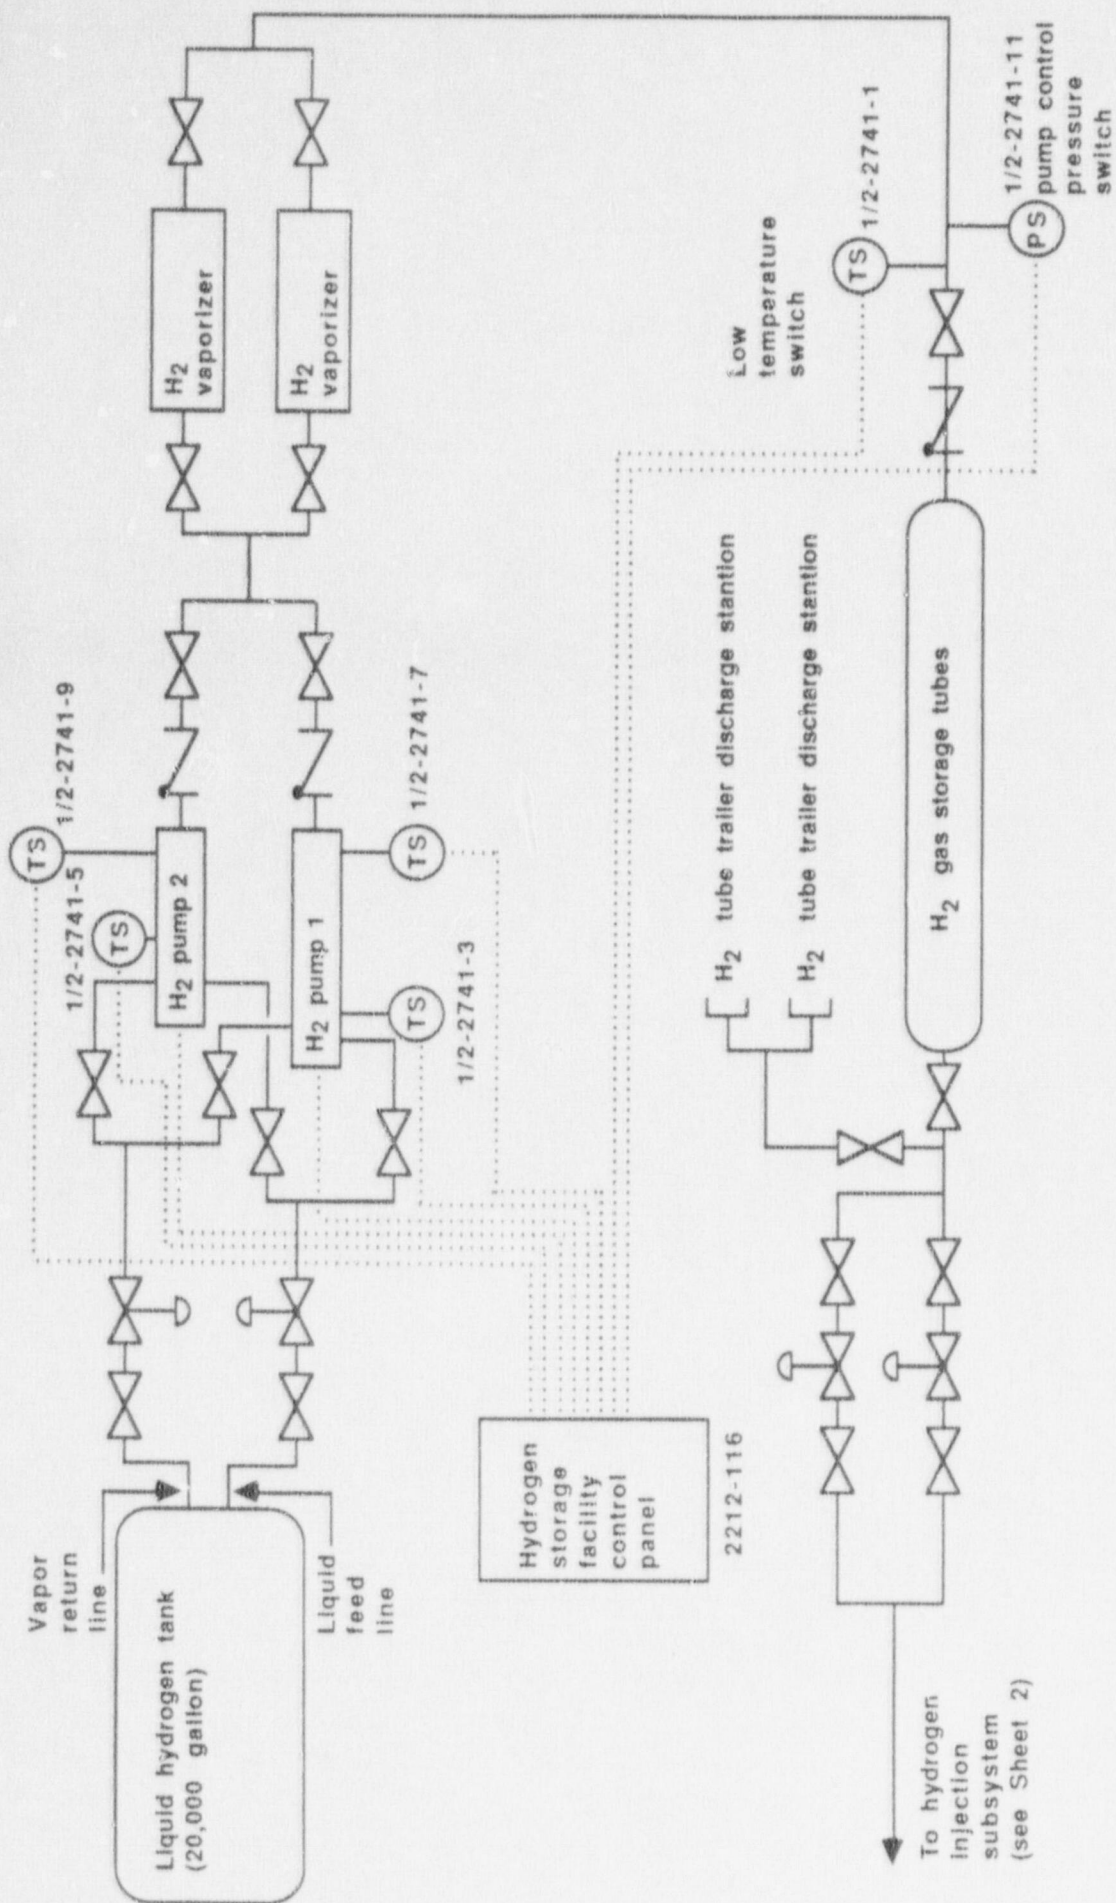 Vapor
return
line
Liquid hydrogen tank
(20,000 gallon)
Liquid
feed
line
1/2-2741-9
TS
1/2-2741-5
TS
H2 pump 2
H2 pump 1
TS
1/2-2741-7
TS
1/2-2741-3
H2
vaporizer
H2
vaporizer
Hydrogen
storage
facility
control
panel
2212-116
Low
temperature
switch
TS
1/2-2741-1
PS
1/2-2741-11
pump control
pressure
switch
H2 tube trailer discharge stantion
H2 tube trailer discharge stantion
H2 gas storage tubes
To hydrogen
injection
subsystem
(see Sheet 2)